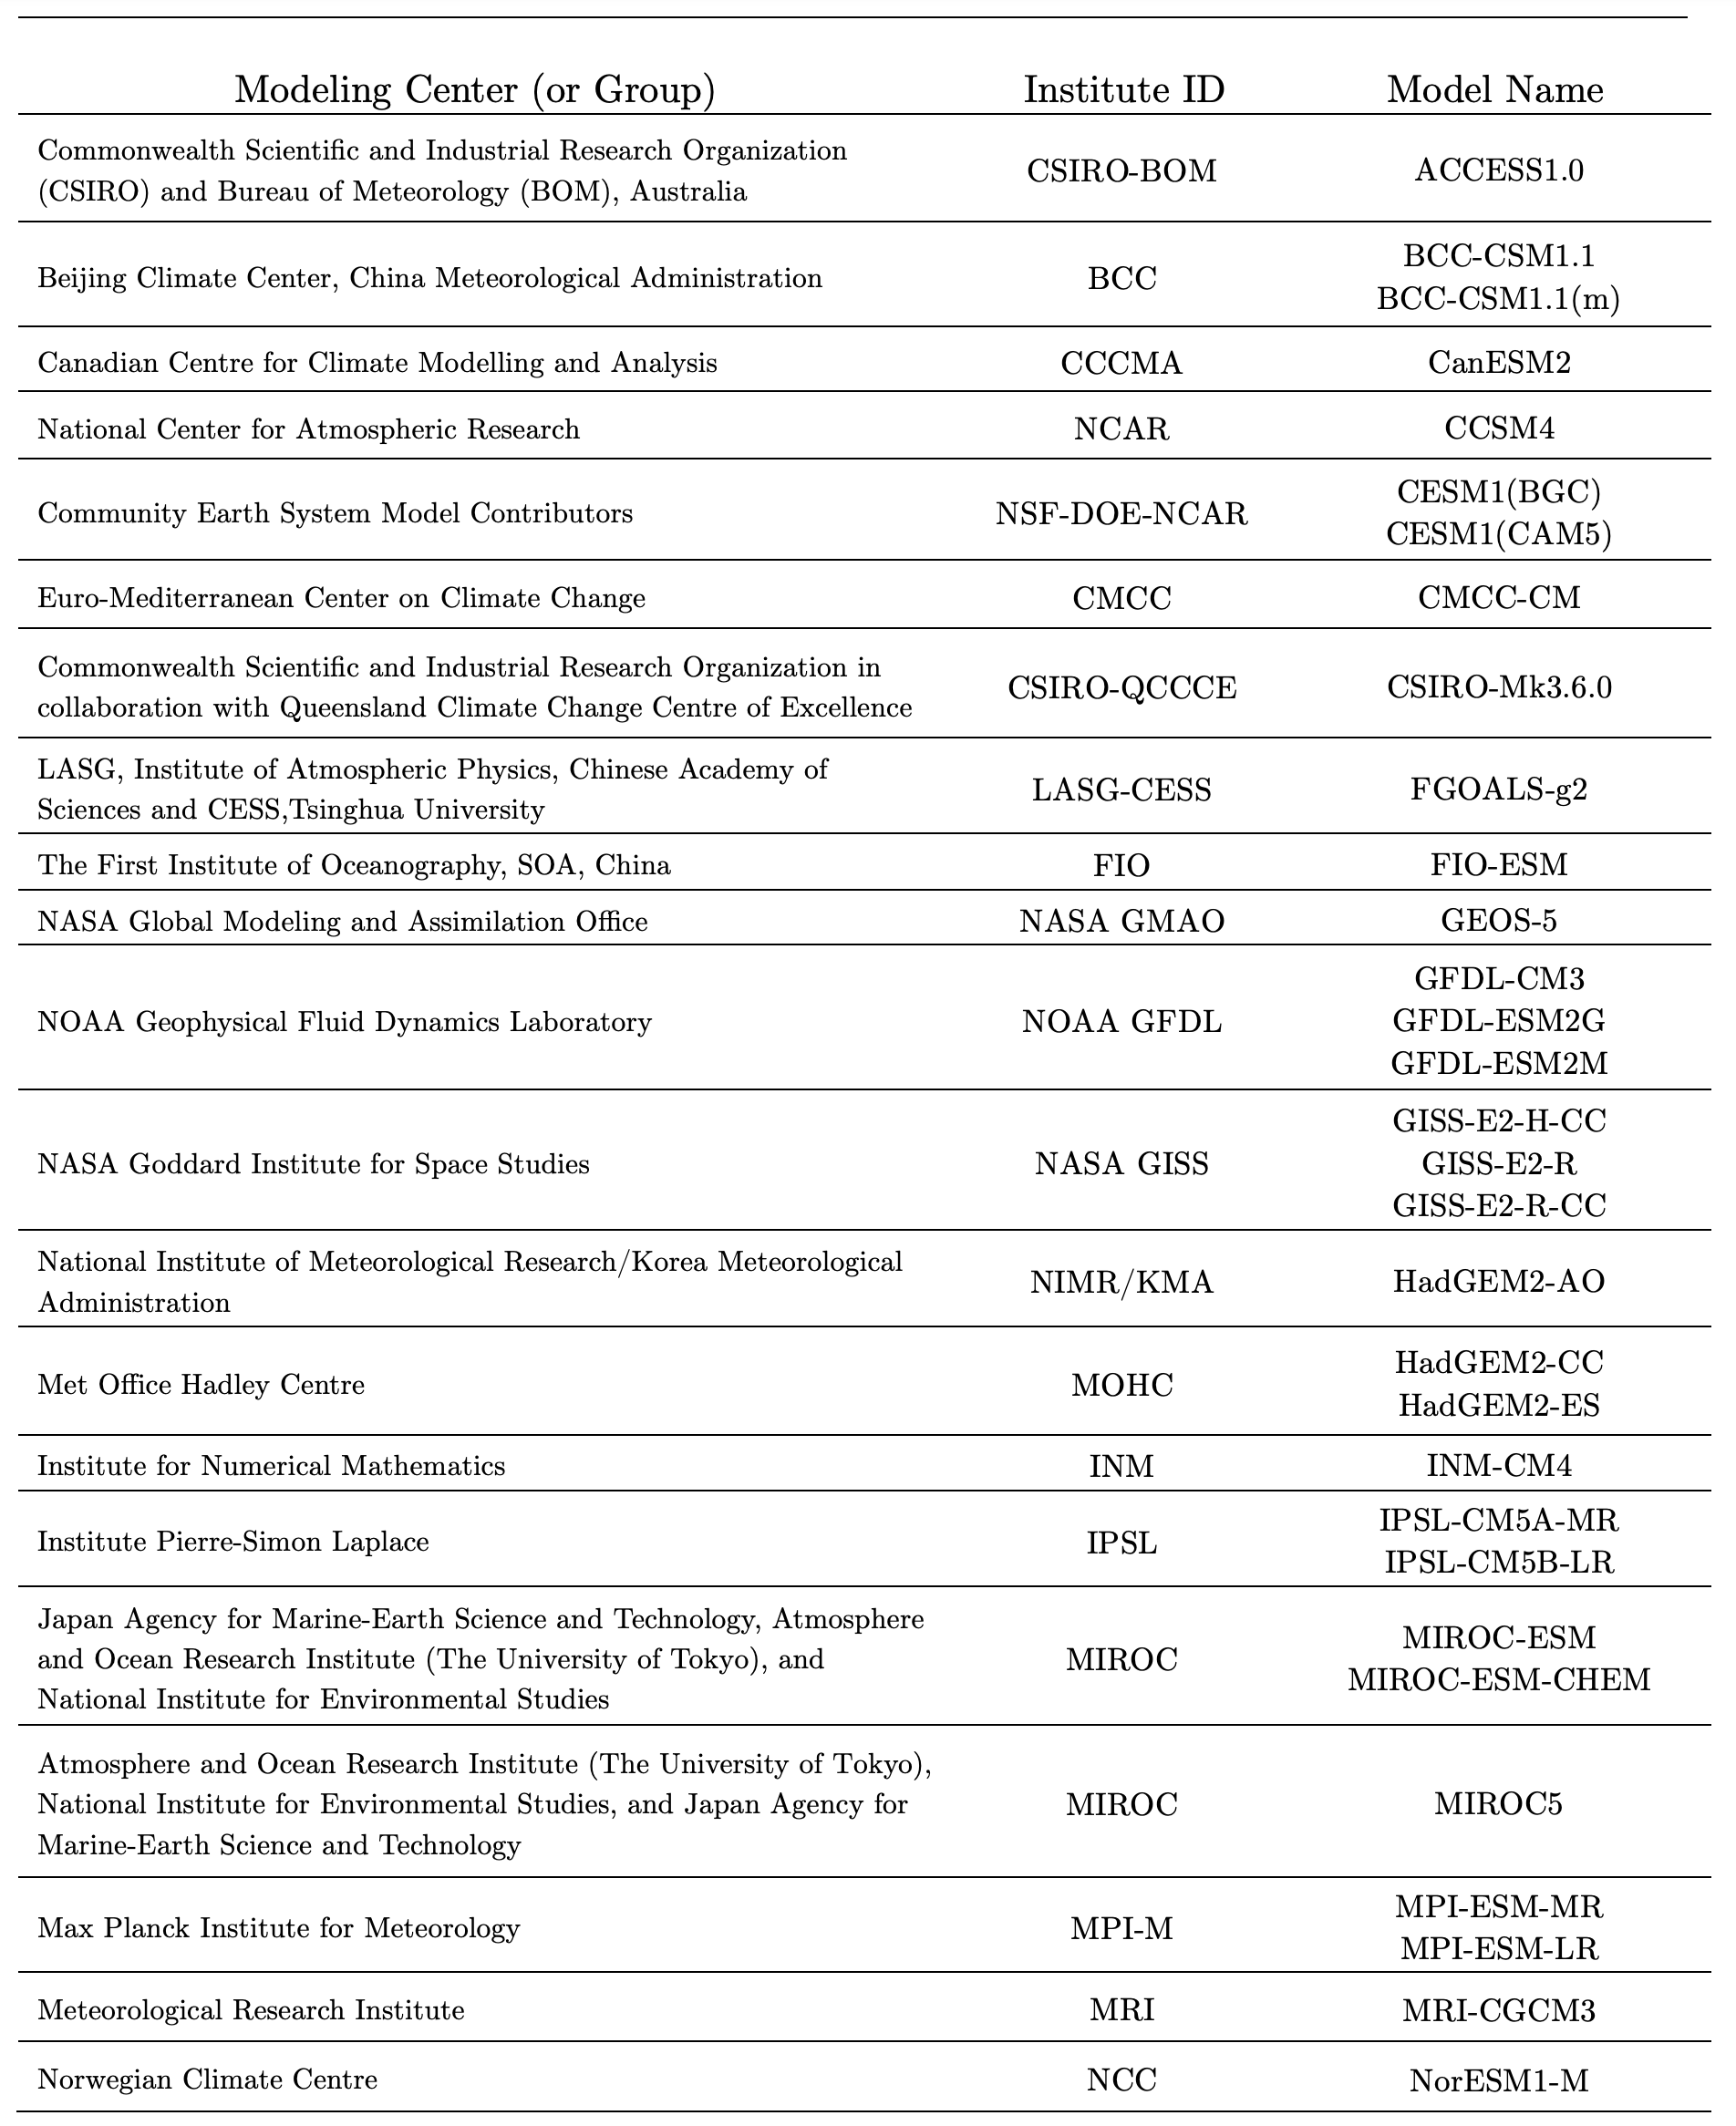 Modeling Center (or Group) Institute ID Model Name
Commonwealth Scientific and Industrial Research Organization
(CSIRO) and Bureau of Meteorology (BOM), Australia
CSIRO-BOM
ACCESS1.0
Beijing Climate Center, China Meteorological Administration
BCC
BCC-CSM1.1
BCC-CSM1.1(m)
Canadian Centre for Climate Modelling and Analysis CCCMA CanESM2
National Center for Atmospheric Research NCAR CCSM4
Community Earth System Model Contributors
NSF-DOE-NCAR
CESM1(BGC)
CESM1(CAM5)
Euro-Mediterranean Center on Climate Change CMCC CMCC-CM
Commonwealth Scientific and Industrial Research Organization in
collaboration with Queensland Climate Change Centre of Excellence
CSIRO-QCCCE
CSIRO-Mk3.6.0
LASG, Institute of Atmospheric Physics, Chinese Academy of
Sciences and CESS,Tsinghua University
LASG-CESS
FGOALS-g2
The First Institute of Oceanography, SOA, China FIO FIO-ESM
NASA Global Modeling and Assimilation Office NASA GMAO GEOS-5
NOAA Geophysical Fluid Dynamics Laboratory
NOAA GFDL
GFDL-CM3
GFDL-ESM2G
GFDL-ESM2M
NASA Goddard Institute for Space Studies
NASA GISS
GISS-E2-H-CC
GISS-E2-R
GISS-E2-R-CC
National Institute of Meteorological Research/Korea Meteorological
Administration
NIMR/KMA
HadGEM2-AO
Met Office Hadley Centre
MOHC
HadGEM2-CC
HadGEM2-ES
Institute for Numerical Mathematics INM INM-CM4
Institute Pierre-Simon Laplace
IPSL
IPSL-CM5A-MR
IPSL-CM5B-LR
Japan Agency for Marine-Earth Science and Technology, Atmosphere
and Ocean Research Institute (The University of Tokyo), and
National Institute for Environmental Studies
MIROC
MIROC-ESM
MIROC-ESM-CHEM
Atmosphere and Ocean Research Institute (The University of Tokyo),
National Institute for Environmental Studies, and Japan Agency for
Marine-Earth Science and Technology
MIROC
MIROC5
Max Planck Institute for Meteorology
MPI-M
MPI-ESM-MR
MPI-ESM-LR
Meteorological Research Institute MRI MRI-CGCM3
Norwegian Climate Centre NCC NorESM1-M